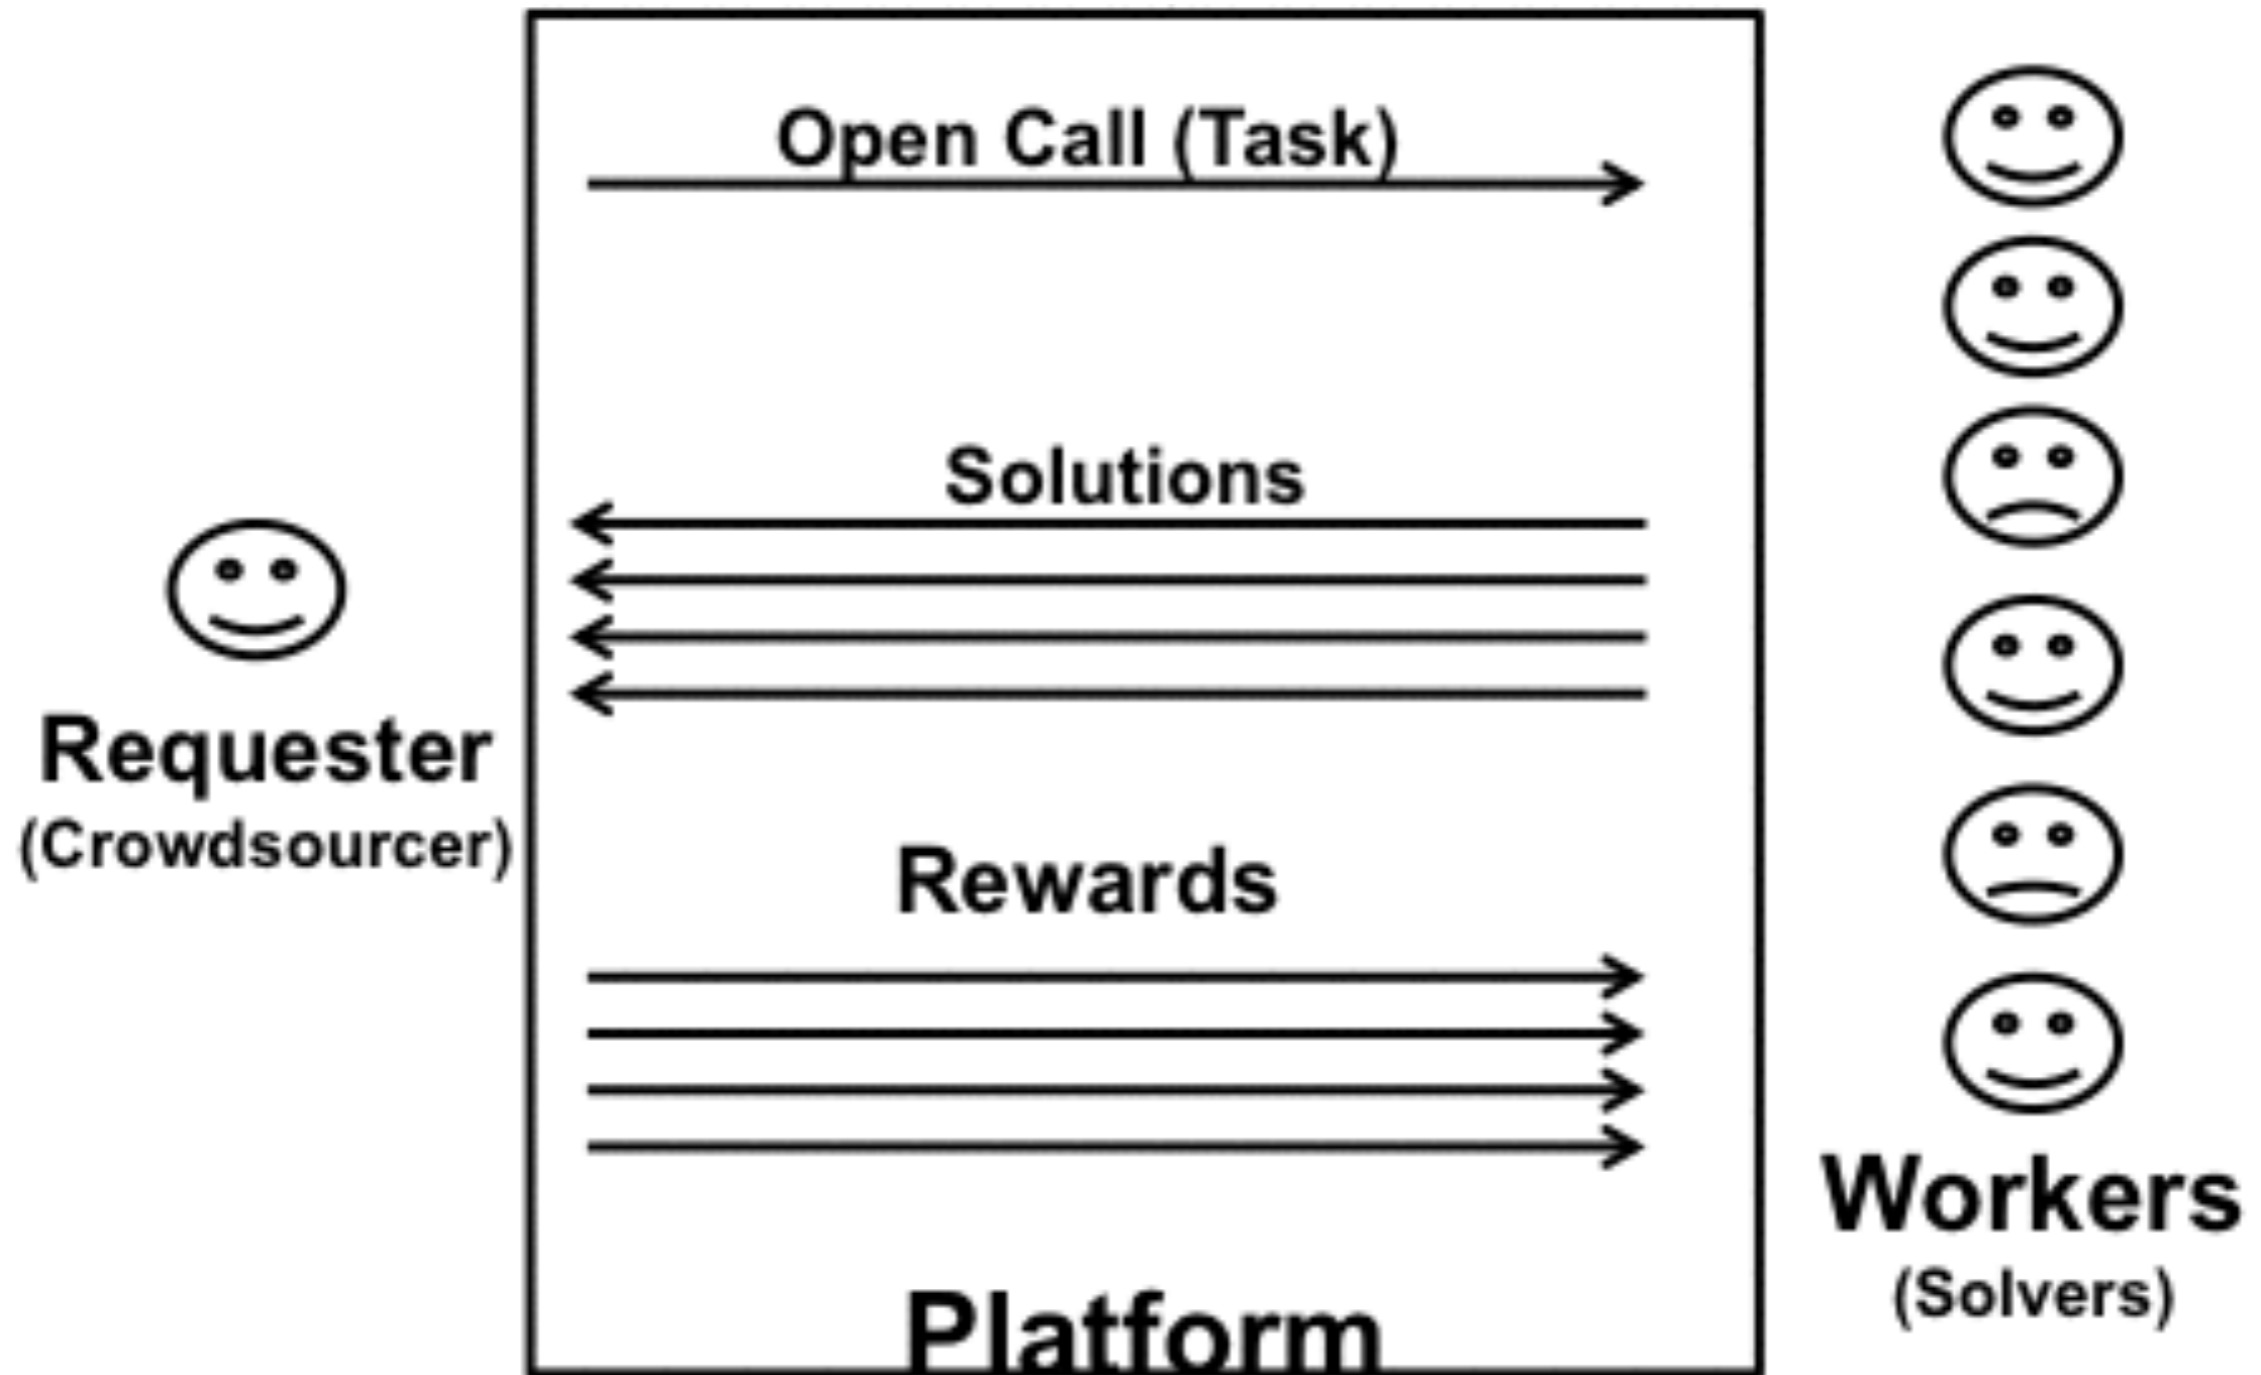 Open Call (Task)
Solutions
Requester
(Crowdsourcer)
Rewards
Workers
(Solvers)
Platform